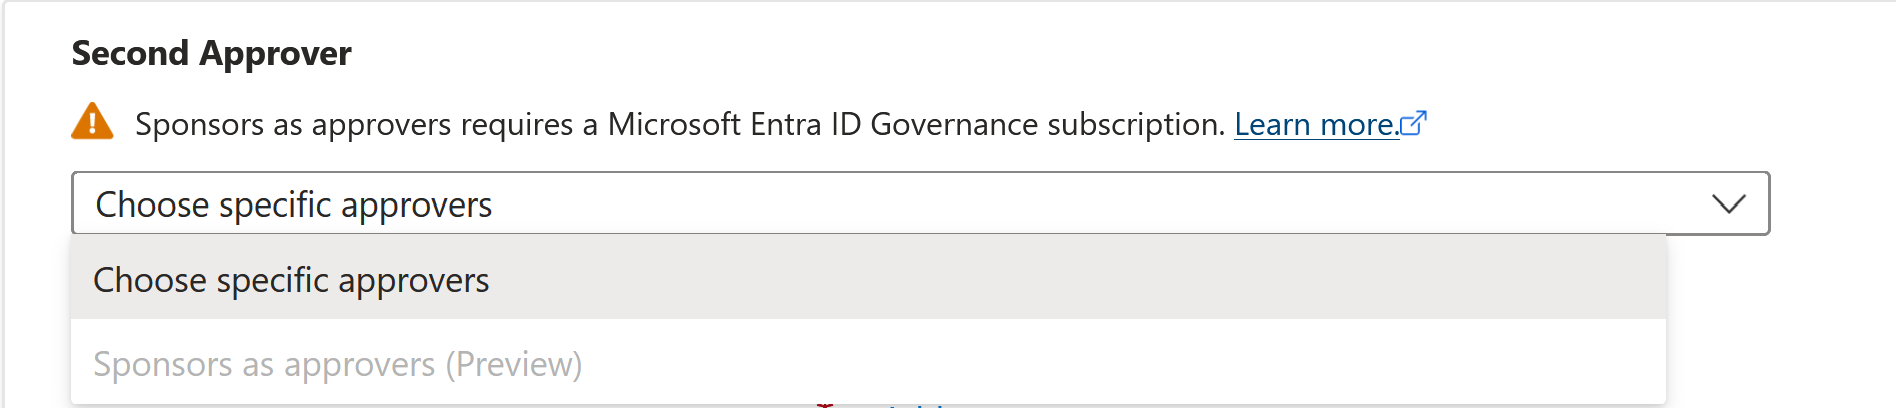 Second Approver
Sponsors as approvers requires a Microsoft Entra ID Governance subscription. Learn more.
Choose specific approvers
Choose specific approvers
Sponsors as approvers (Preview)